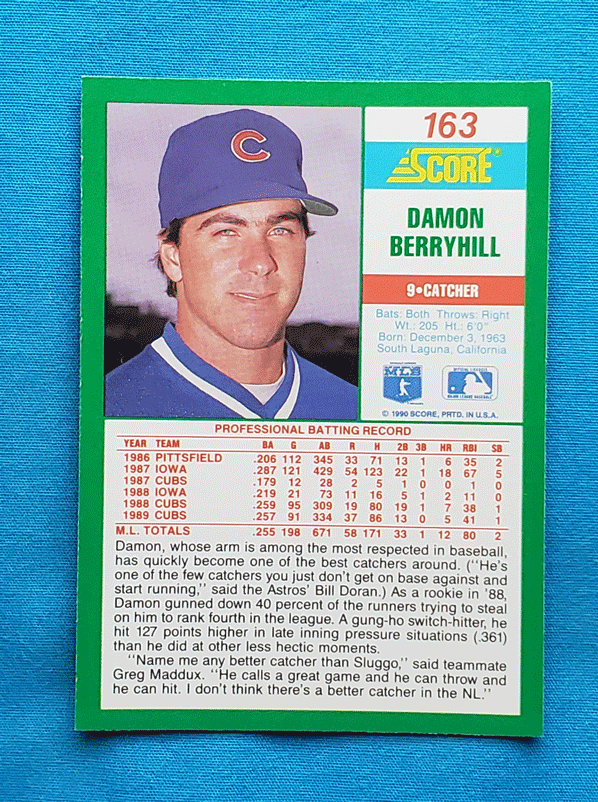 C
163
SCORE®
DAMON
BERRYHILL
9•CATCHER
Bats: Both Throws: Right
Wt.: 205 Ht.: 6'0"
Born: December 3, 1963
South Laguna, California
MLB
© 1990 SCORE, PRTD. IN U.S.A.
PROFESSIONAL BATTING RECORD
YEAR TEAM BA G AB R H 2B 3B HR RBI SB
1986 PITTSFIELD .206 112 345 33 71 13 1 6 35 2
1987 IOWA .287 121 429 54 123 22 1 18 67 5
1987 CUBS .179 12 28 2 5 1 0 0 1 0
1988 IOWA .219 21 73 11 16 5 1 2 11 0
1988 CUBS .259 95 309 19 80 19 1 7 38 1
1989 CUBS .257 91 334 37 86 13 0 5 41 1
M.L. TOTALS .255 198 671 58 171 33 1 12 80 2
Damon, whose arm is among the most respected in baseball,
has quickly become one of the best catchers around. ("He's
one of the few catchers you just don't get on base against and
start running," said the Astros' Bill Doran.) As a rookie in '88,
Damon gunned down 40 percent of the runners trying to steal
on him to rank fourth in the league. A gung-ho switch-hitter, he
hit 127 points higher in late inning pressure situations (.361)
than he did at other less hectic moments.
"Name me any better catcher than Sluggo," said teammate
Greg Maddux. "He calls a great game and he can throw and
he can hit. I don't think there's a better catcher in the NL."